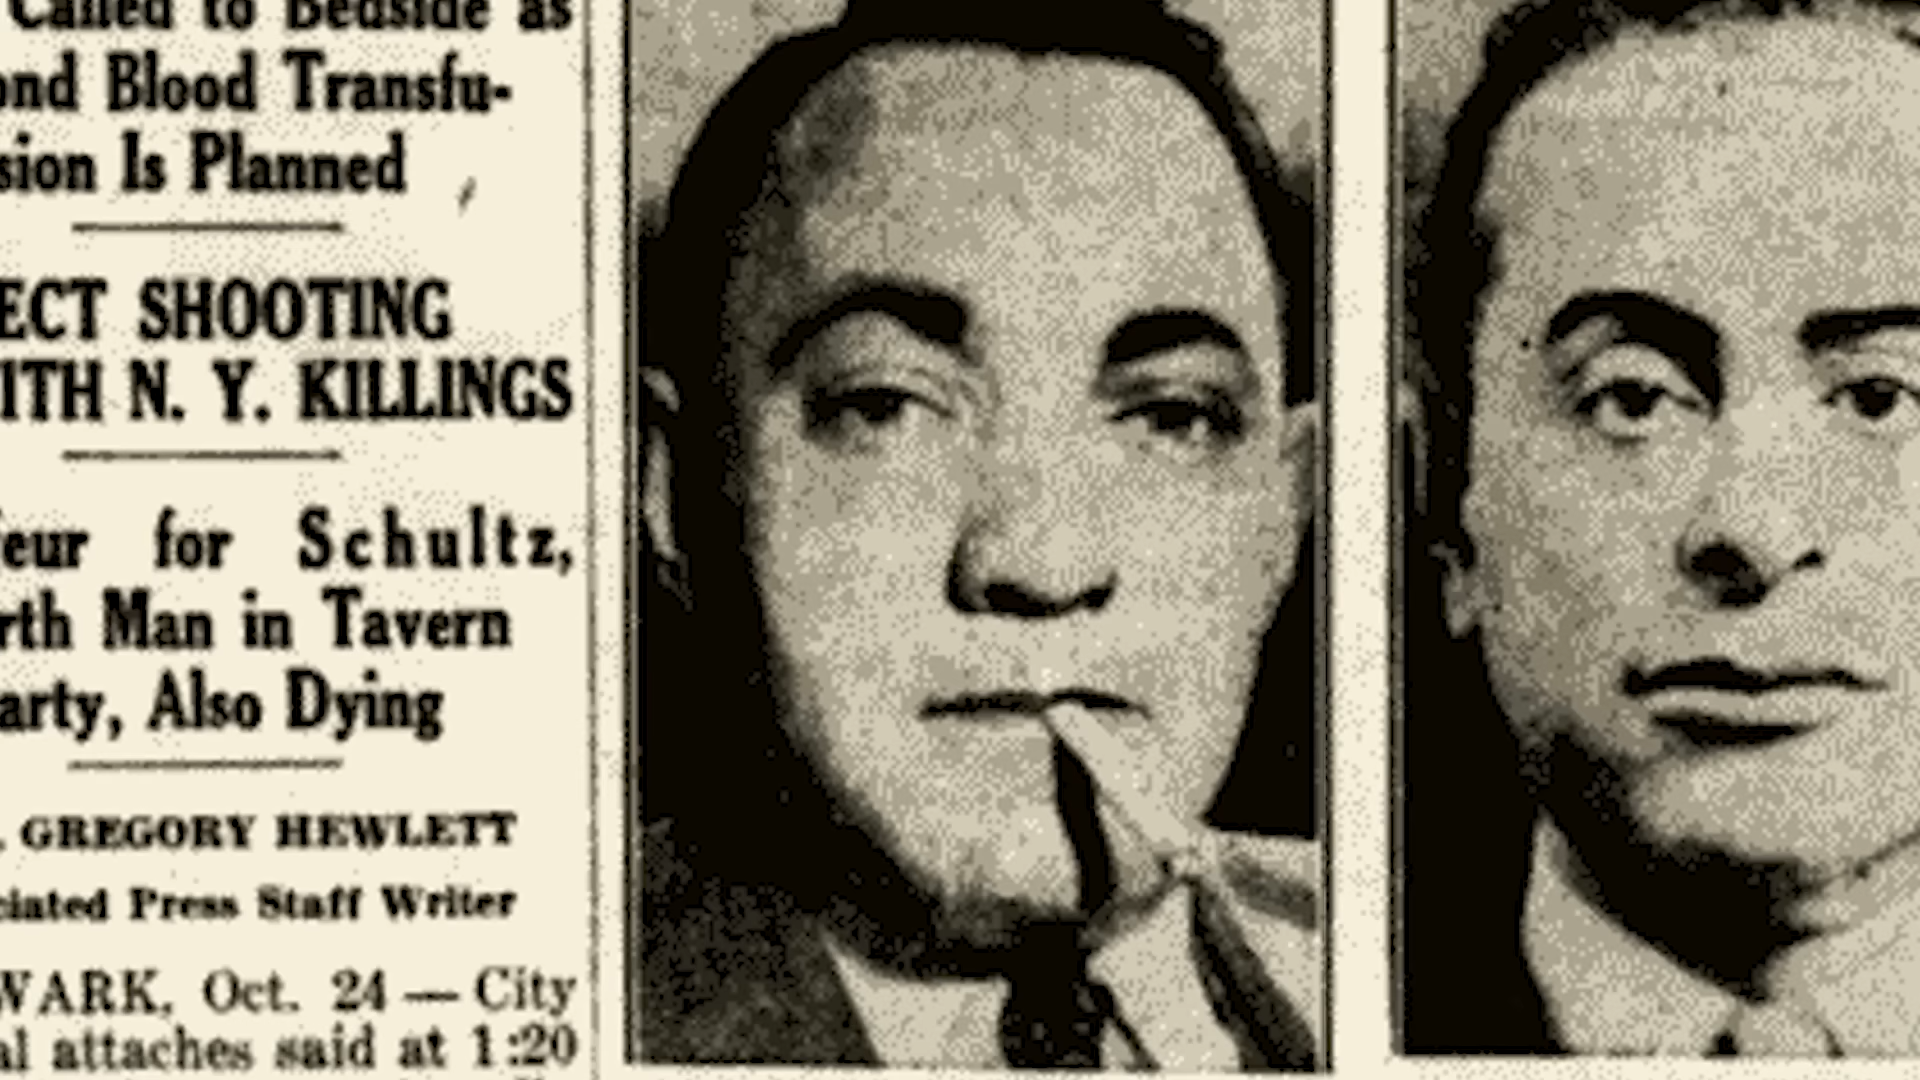 Called to Bedside as
ond Blood Transfu-
sion Is Planned
ECT SHOOTING
ITH N. Y. KILLINGS
feur for Schultz,
rth Man in Tavern
arty, Also Dying
. GREGORY HEWLETT
ciated Press Staff Writer
WARK, Oct. 24 — City
al attaches said at 1:20